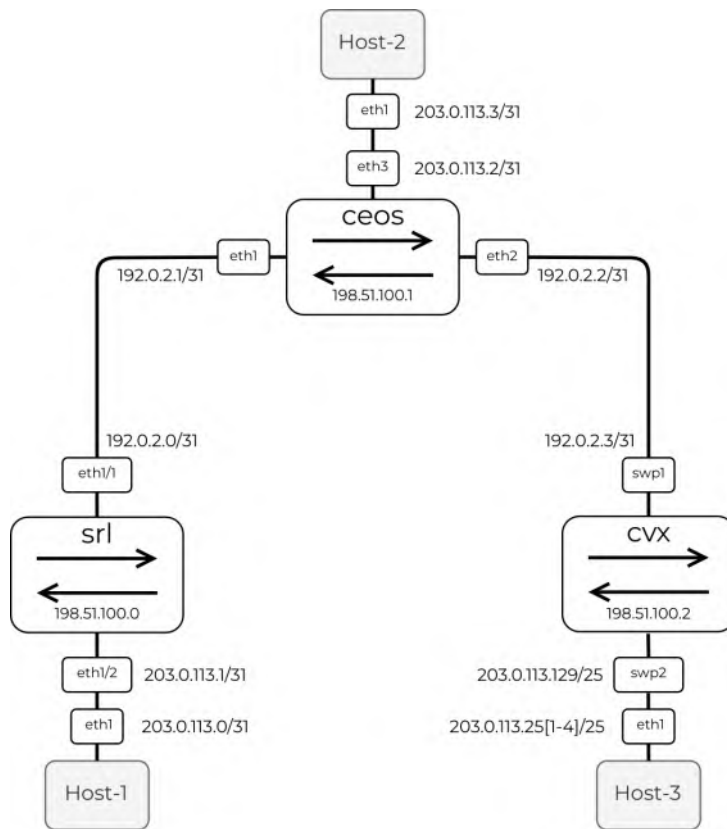 Host-2
eth1 203.0.113.3/31
eth3 203.0.113.2/31
ceos
eth1
eth2
192.0.2.1/31
192.0.2.2/31
198.51.100.1
192.0.2.0/31
192.0.2.3/31
eth1/1
swp1
srl
cvx
198.51.100.0
198.51.100.2
eth1/2 203.0.113.1/31
203.0.113.129/25 swp2
eth1 203.0.113.0/31
203.0.113.25[1-4]/25 eth1
Host-1
Host-3